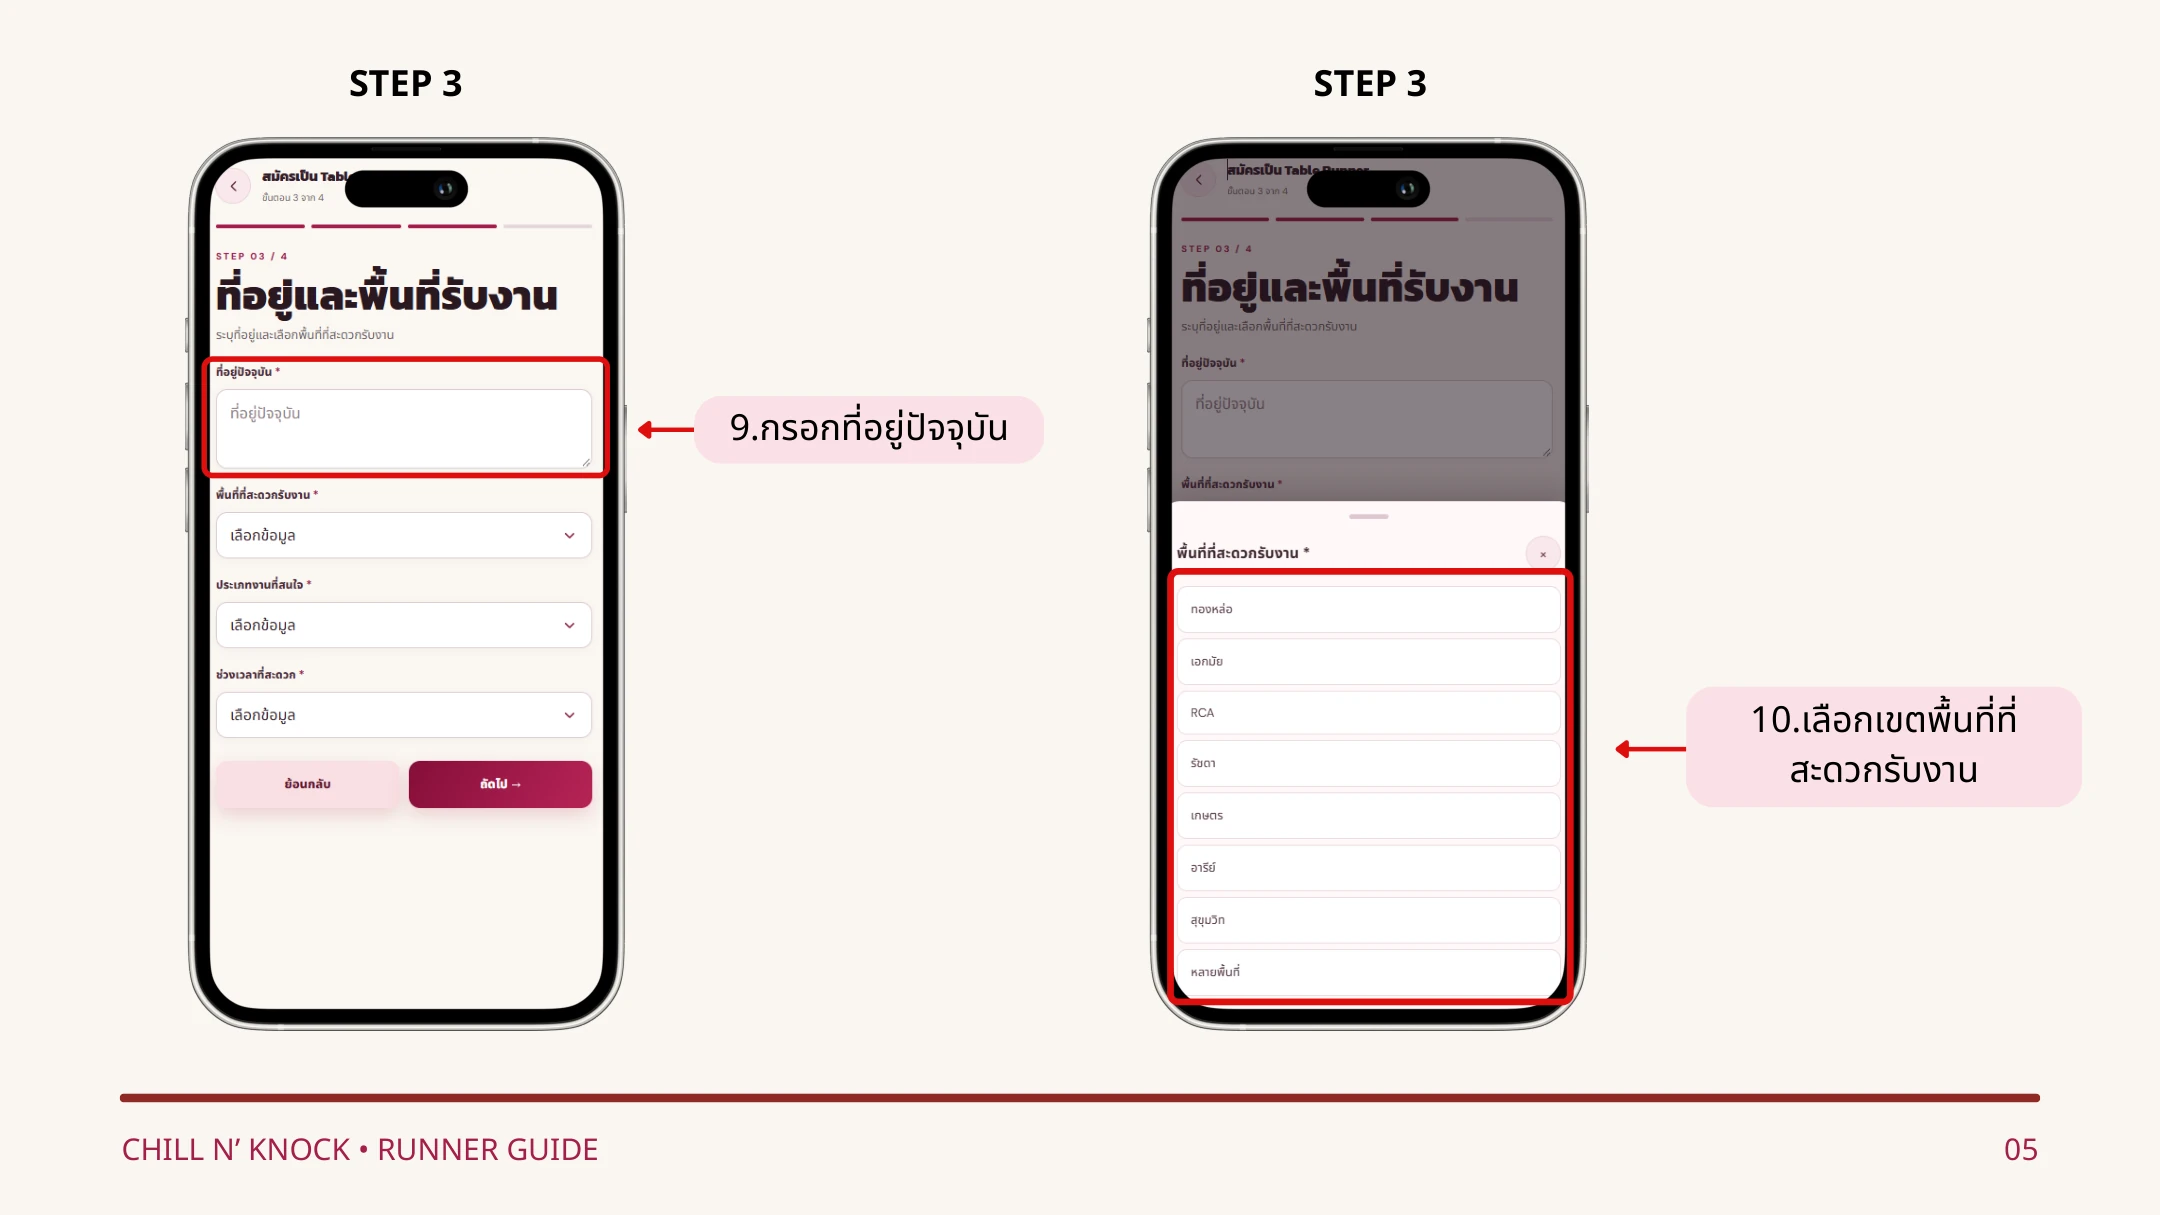 STEP 3
สมัครเป็น Tabl
ขั้นตอน 3 จาก 4
STEP 03 / 4
ที่อยู่และพื้นที่รับงาน
ระบุที่อยู่และเลือกพื้นที่ที่สะดวกรับงาน
ที่อยู่ปัจจุบัน *
ที่อยู่ปัจจุบัน
พื้นที่ที่สะดวกรับงาน *
เลือกข้อมูล
ประเภทงานที่สนใจ *
เลือกข้อมูล
ช่วงเวลาที่สะดวก *
เลือกข้อมูล
ย้อนกลับ
ถัดไป →
9.กรอกที่อยู่ปัจจุบัน
STEP 3
สมัครเป็น Table Runner
ขั้นตอน 3 จาก 4
STEP 03 / 4
ที่อยู่และพื้นที่รับงาน
ระบุที่อยู่และเลือกพื้นที่ที่สะดวกรับงาน
ที่อยู่ปัจจุบัน *
ที่อยู่ปัจจุบัน
พื้นที่ที่สะดวกรับงาน *
พื้นที่ที่สะดวกรับงาน *
×
ทองหล่อ
เอกมัย
RCA
รัชดา
เกษตร
อารีย์
สุขุมวิท
หลายพื้นที่
10.เลือกเขตพื้นที่ที่
สะดวกรับงาน
CHILL N’ KNOCK • RUNNER GUIDE
05